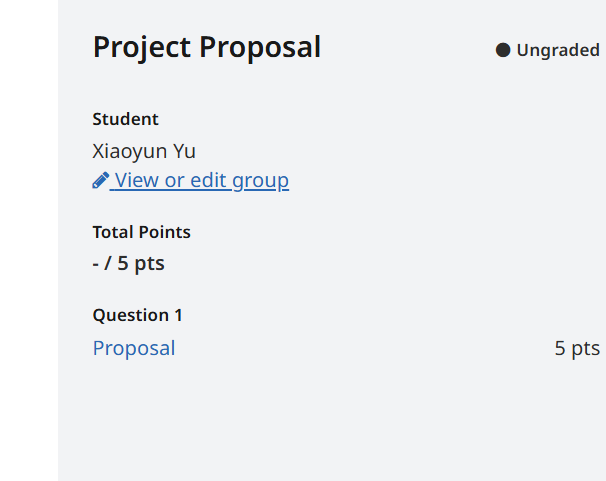 Project Proposal
Ungraded
Student
Xiaoyun Yu
View or edit group
Total Points
- / 5 pts
Question 1
Proposal
5 pts